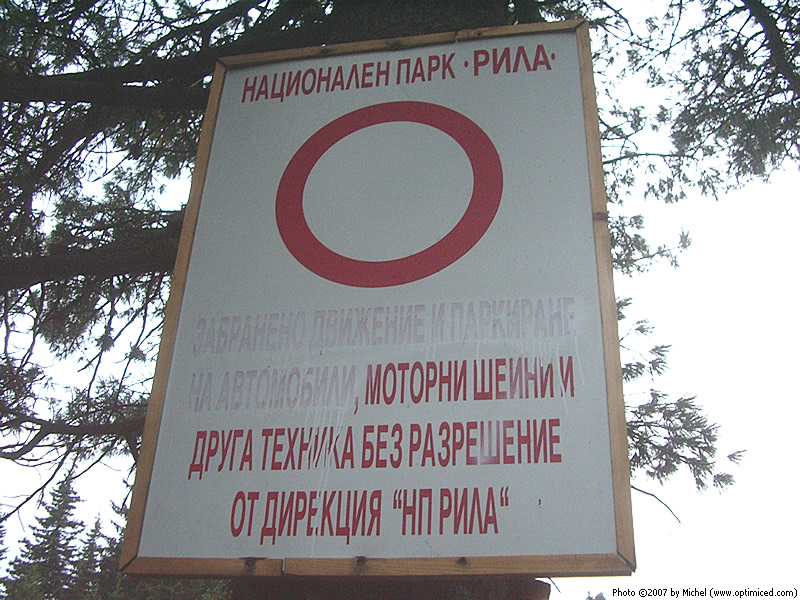 НАЦИОНАЛЕН ПАРК ·РИЛА·
ЗАБРАНЕНО ДВИЖЕНИЕ И ПАРКИРАНЕ
НА АВТОМОБИЛИ, МОТОРНИ ШЕЙНИ И
ДРУГА ТЕХНИКА БЕЗ РАЗРЕШЕНИЕ
ОТ ДИРЕКЦИЯ “НП РИЛА“
Photo ©2007 by Michel (www.optimiced.com)